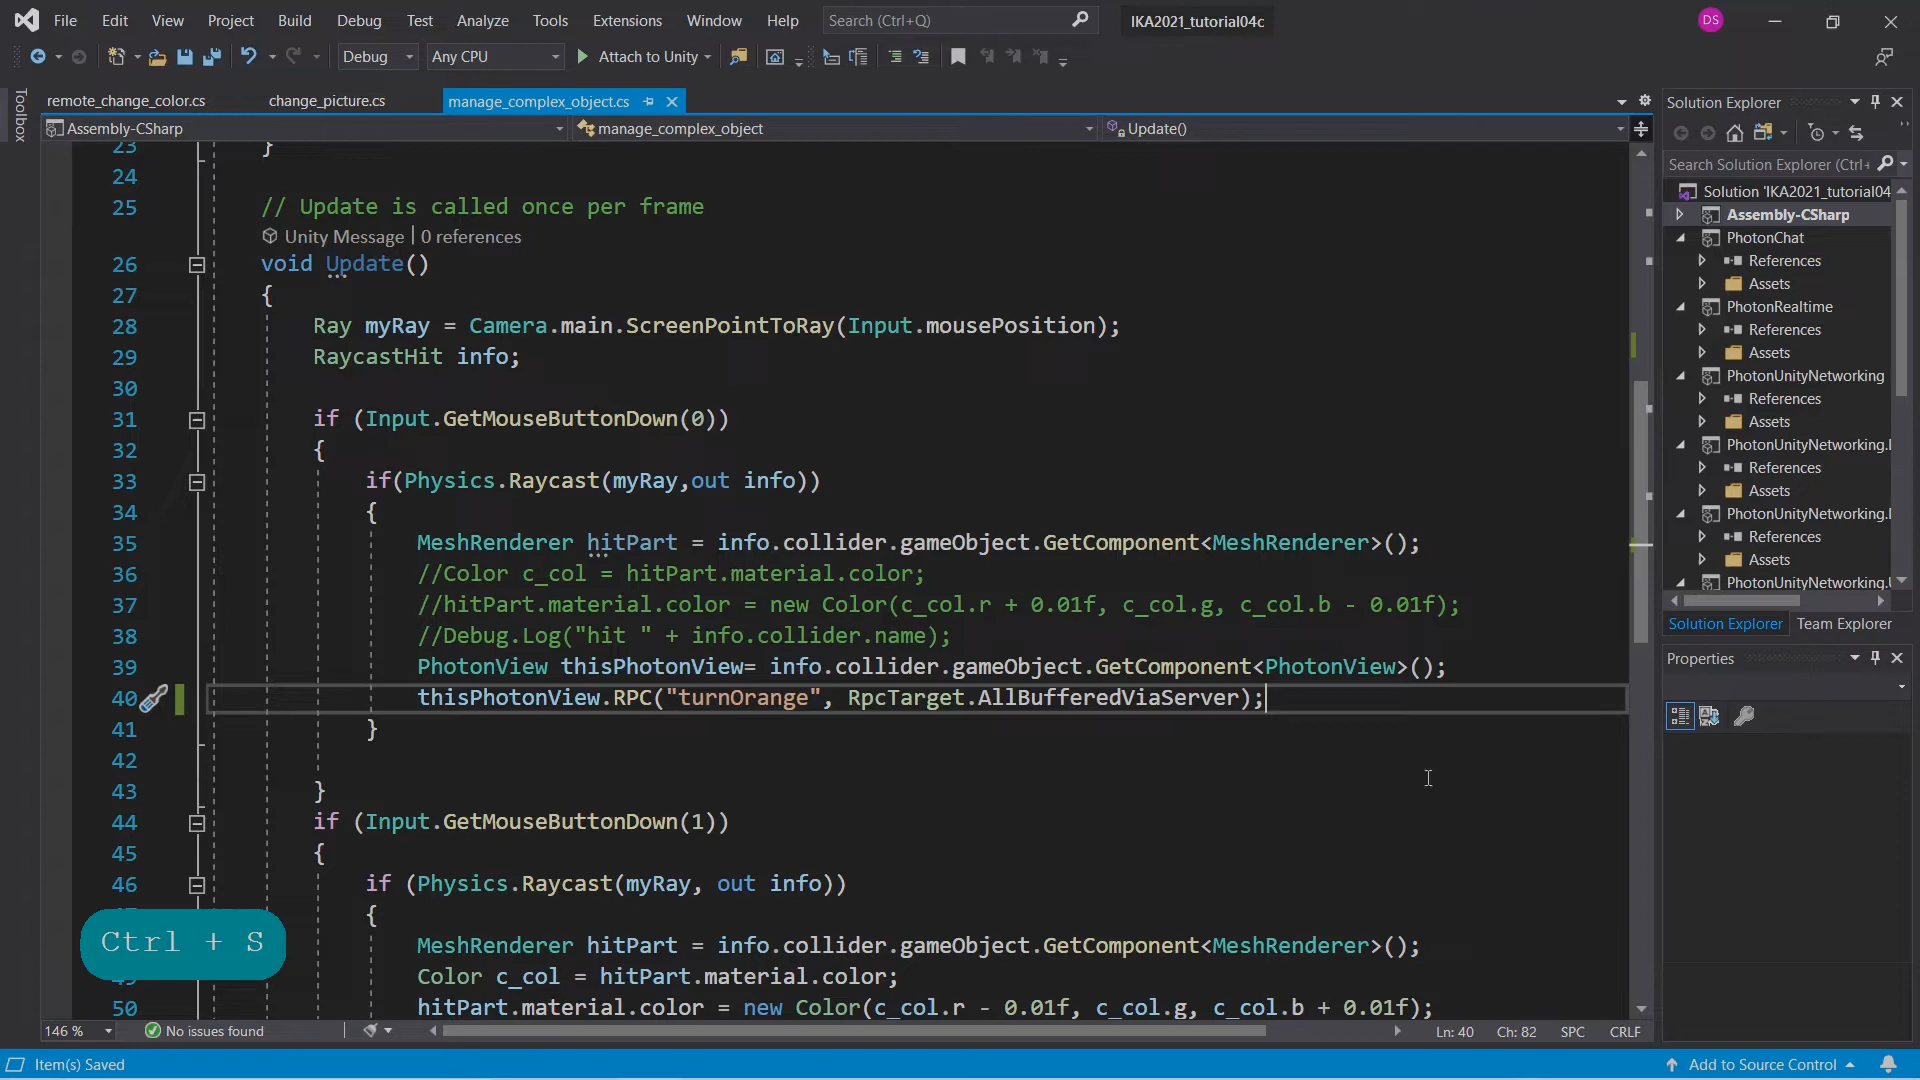 File Edit View Project Build Debug Test Analyze Tools Extensions Window Help Search (Ctrl+Q) IKA2021_tutorial04c DS
Debug Any CPU Attach to Unity
Toolbox
remote_change_color.cs change_picture.cs manage_complex_object.cs
Assembly-CSharp manage_complex_object Update()
23 }
24
25 // Update is called once per frame
Unity Message | 0 references
26 void Update()
27 {
28 Ray myRay = Camera.main.ScreenPointToRay(Input.mousePosition);
29 RaycastHit info;
30
31 if (Input.GetMouseButtonDown(0))
32 {
33 if(Physics.Raycast(myRay,out info))
34 {
35 MeshRenderer hitPart = info.collider.gameObject.GetComponent<MeshRenderer>();
36 //Color c_col = hitPart.material.color;
37 //hitPart.material.color = new Color(c_col.r + 0.01f, c_col.g, c_col.b - 0.01f);
38 //Debug.Log("hit " + info.collider.name);
39 PhotonView thisPhotonView= info.collider.gameObject.GetComponent<PhotonView>();
40 thisPhotonView.RPC("turnOrange", RpcTarget.AllBufferedViaServer);
41 }
42
43 }
44 if (Input.GetMouseButtonDown(1))
45 {
46 if (Physics.Raycast(myRay, out info))
{
MeshRenderer hitPart = info.collider.gameObject.GetComponent<MeshRenderer>();
Color c_col = hitPart.material.color;
50 hitPart.material.color = new Color(c_col.r - 0.01f, c_col.g, c_col.b + 0.01f);
Ctrl + S
146 % No issues found Ln: 40 Ch: 82 SPC CRLF
Item(s) Saved Add to Source Control
Solution Explorer
Search Solution Explorer (Ctrl+
Solution 'IKA2021_tutorial04
Assembly-CSharp
PhotonChat
References
Assets
PhotonRealtime
References
Assets
PhotonUnityNetworking
References
Assets
PhotonUnityNetworking.
References
Assets
PhotonUnityNetworking.
References
Assets
PhotonUnityNetworking.
Solution Explorer Team Explorer
Properties